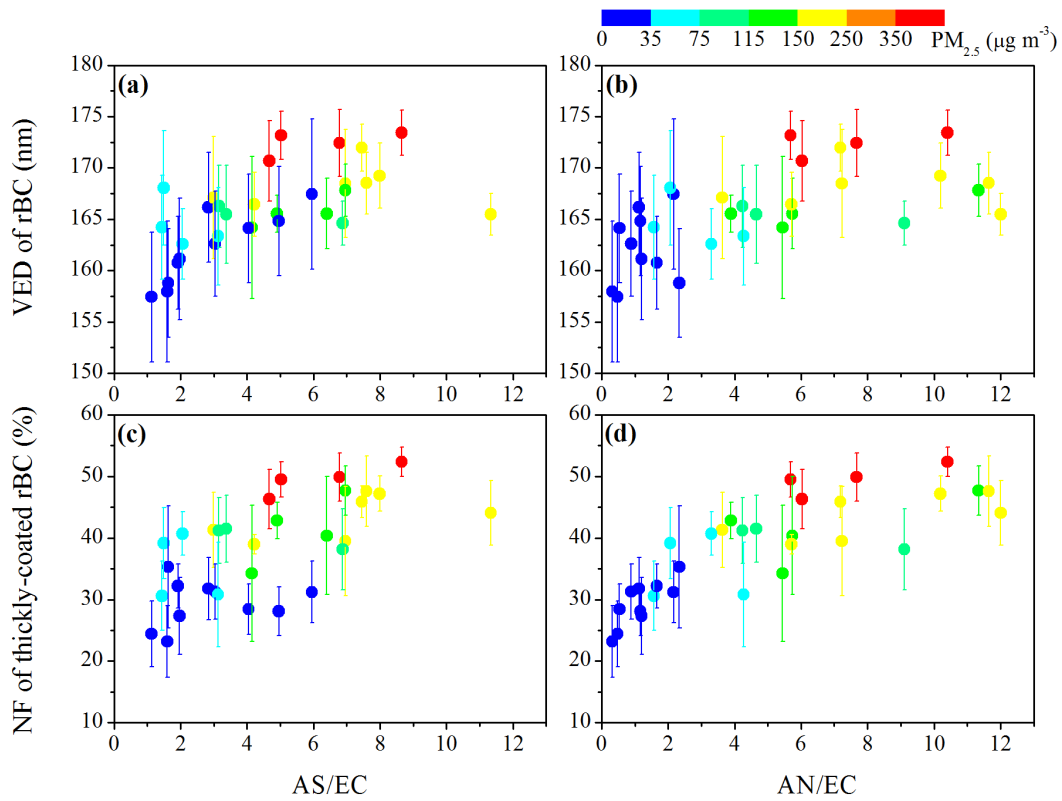 0 35 75 115 150 250 350 PM2.5 (μg m-3)
(a)
(b)
180
175
170
165
160
155
150
VED of rBC (nm)
0 2 4 6 8 10 12
0 2 4 6 8 10 12
(c)
(d)
60
50
40
30
20
10
NF of thickly-coated rBC (%)
0 2 4 6 8 10 12
0 2 4 6 8 10 12
AS/EC
AN/EC